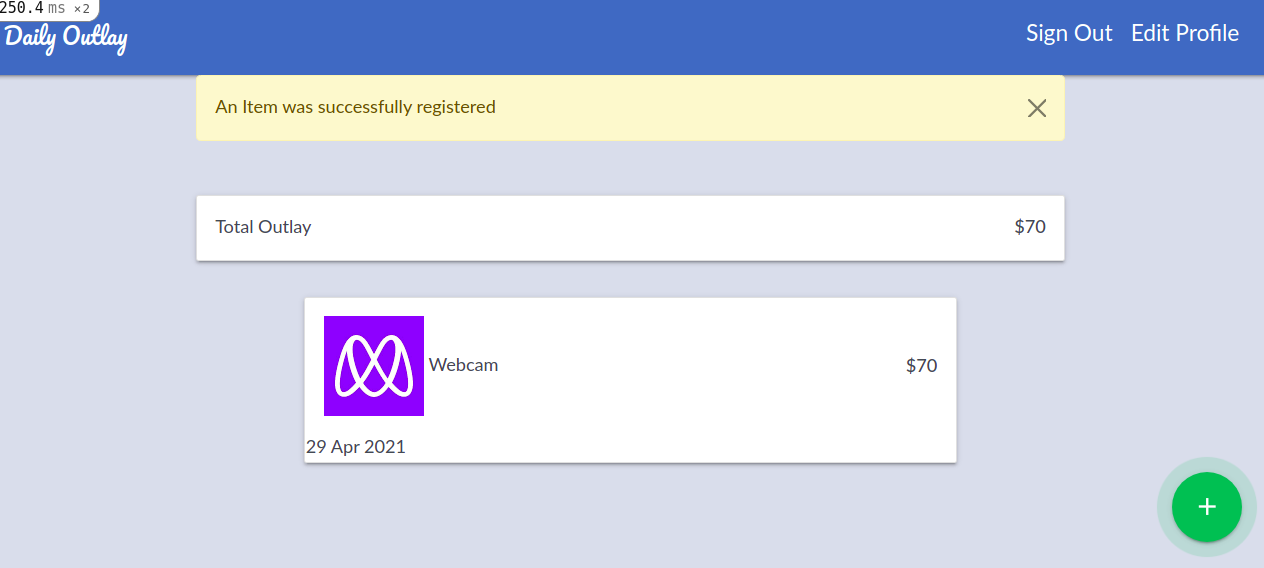 250.4 ms ×2
Daily Outlay
Sign Out Edit Profile
An Item was successfully registered
Total Outlay $70
Webcam $70
29 Apr 2021